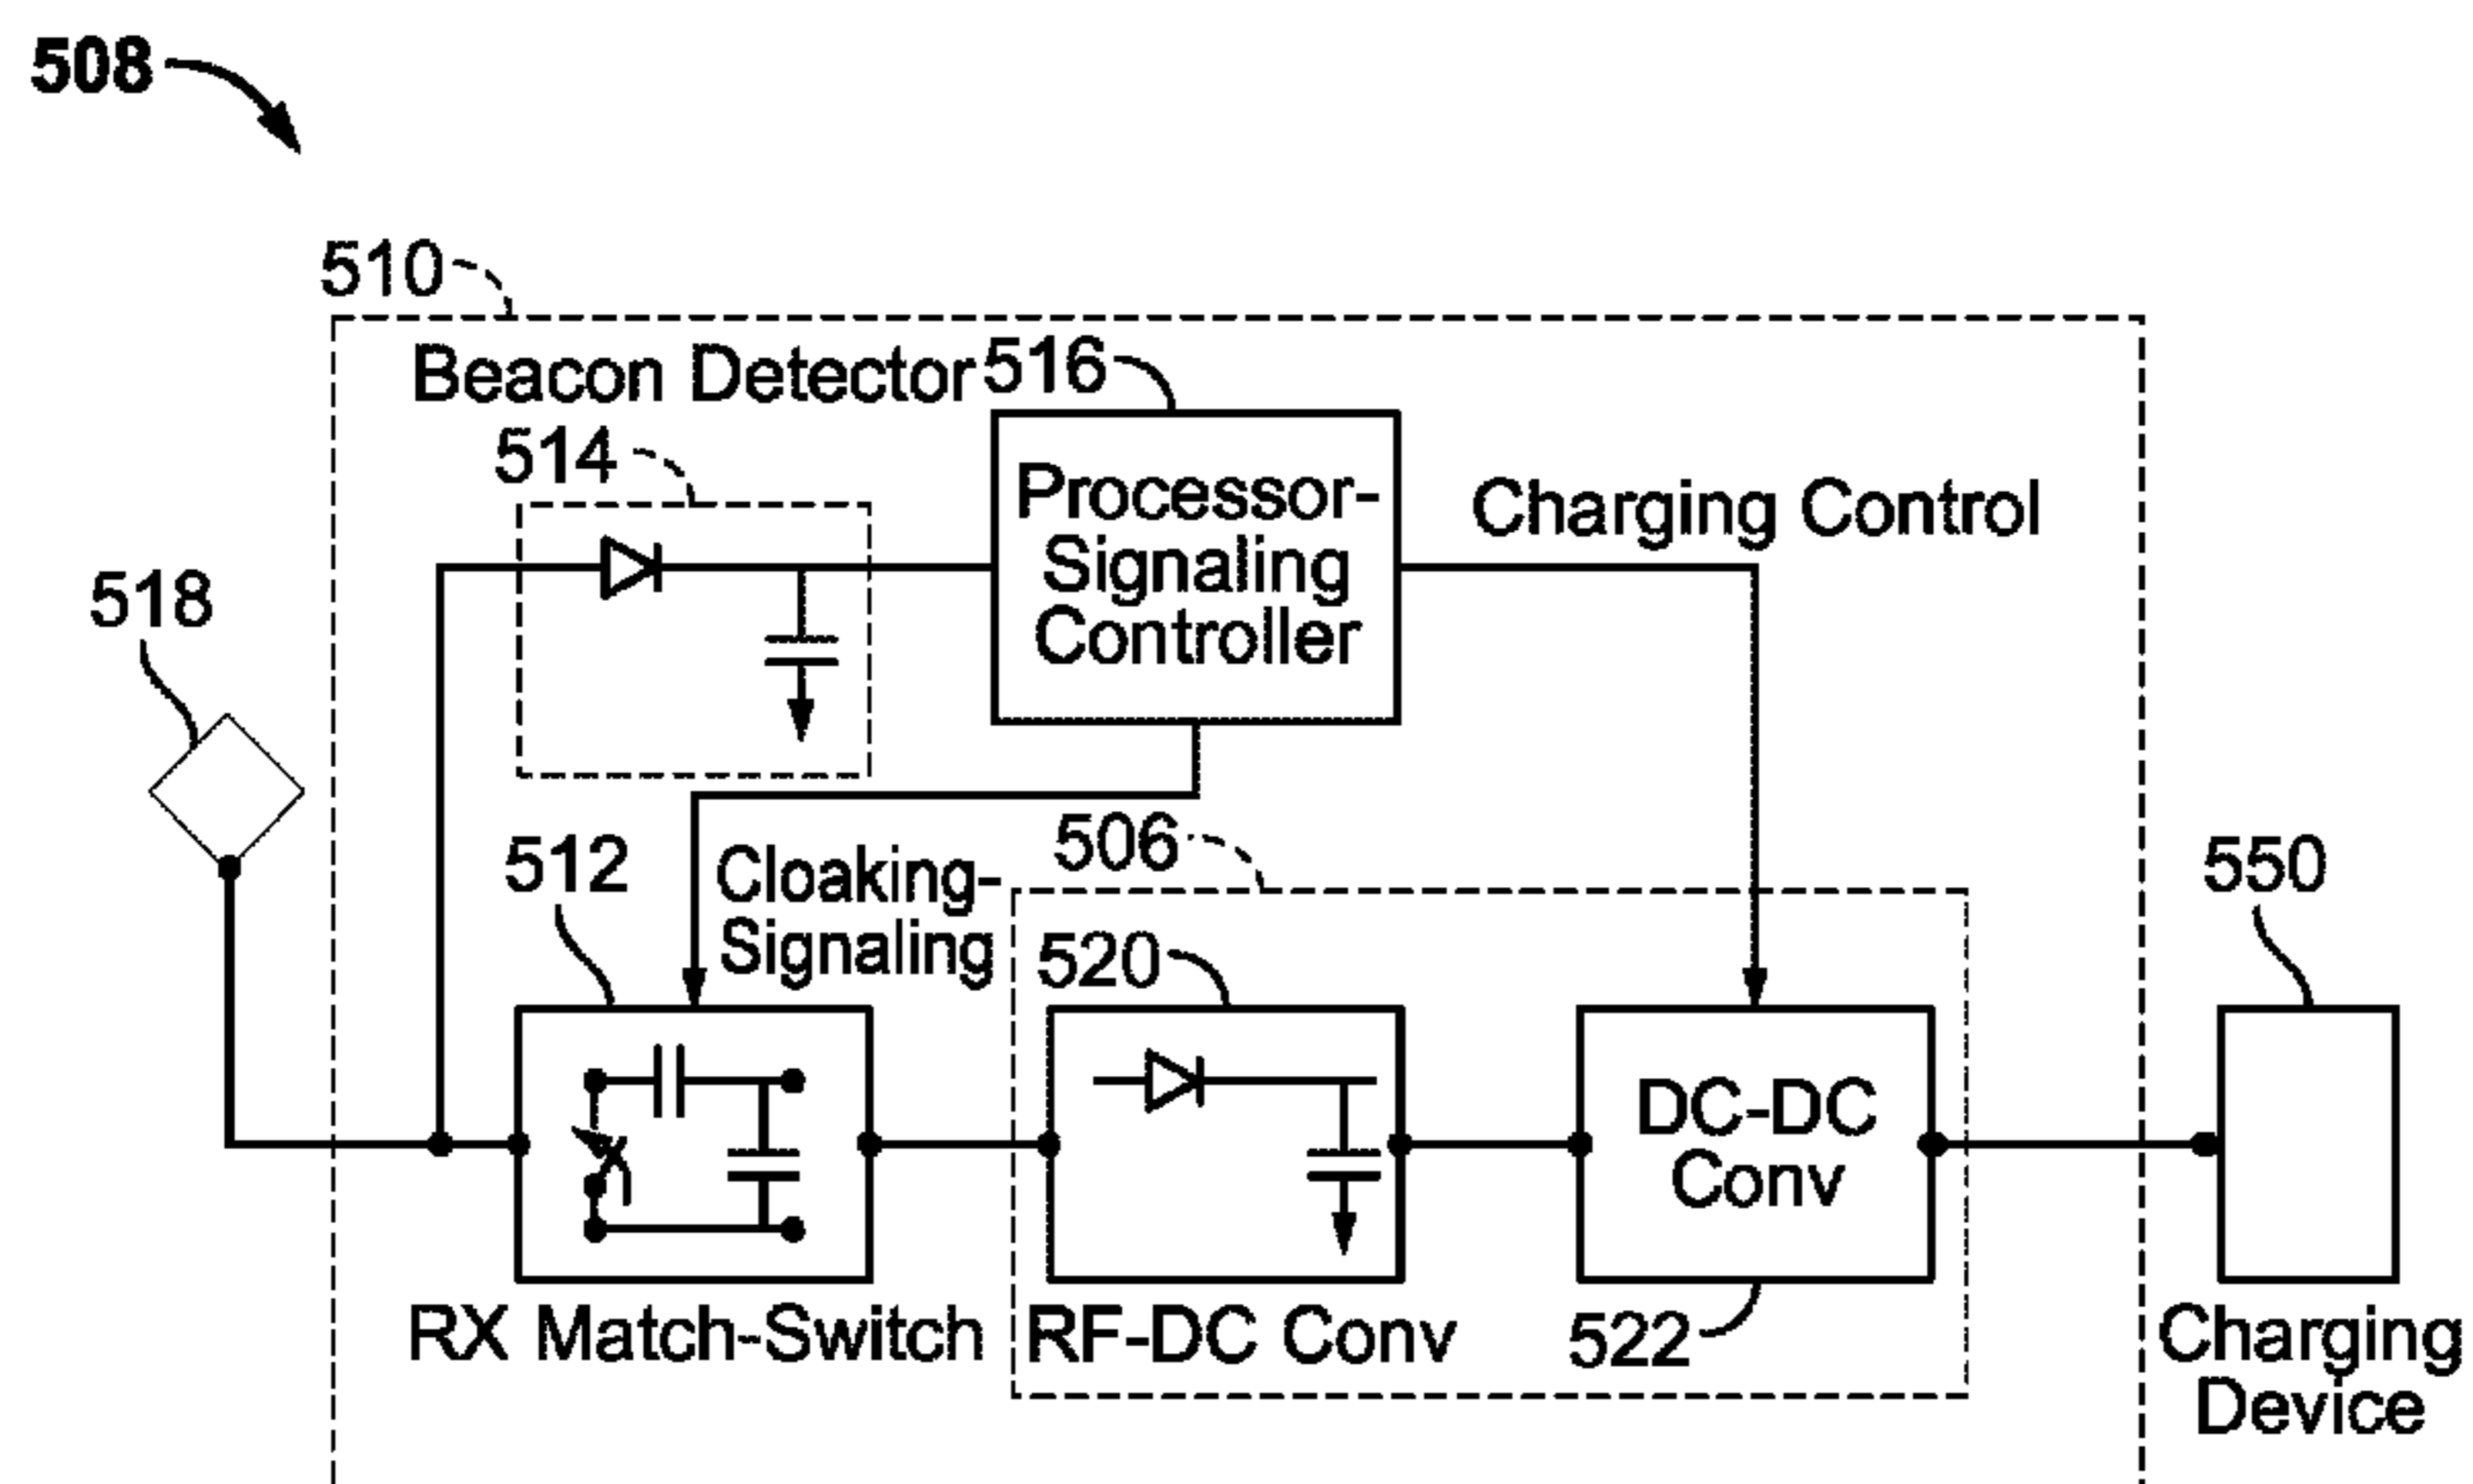 508
510
Beacon Detector
516
514
Processor-
Signaling
Controller
Charging Control
518
512
Cloaking-
Signaling
506
520
550
DC-DC
Conv
RX Match-Switch
RF-DC Conv
522
Charging
Device